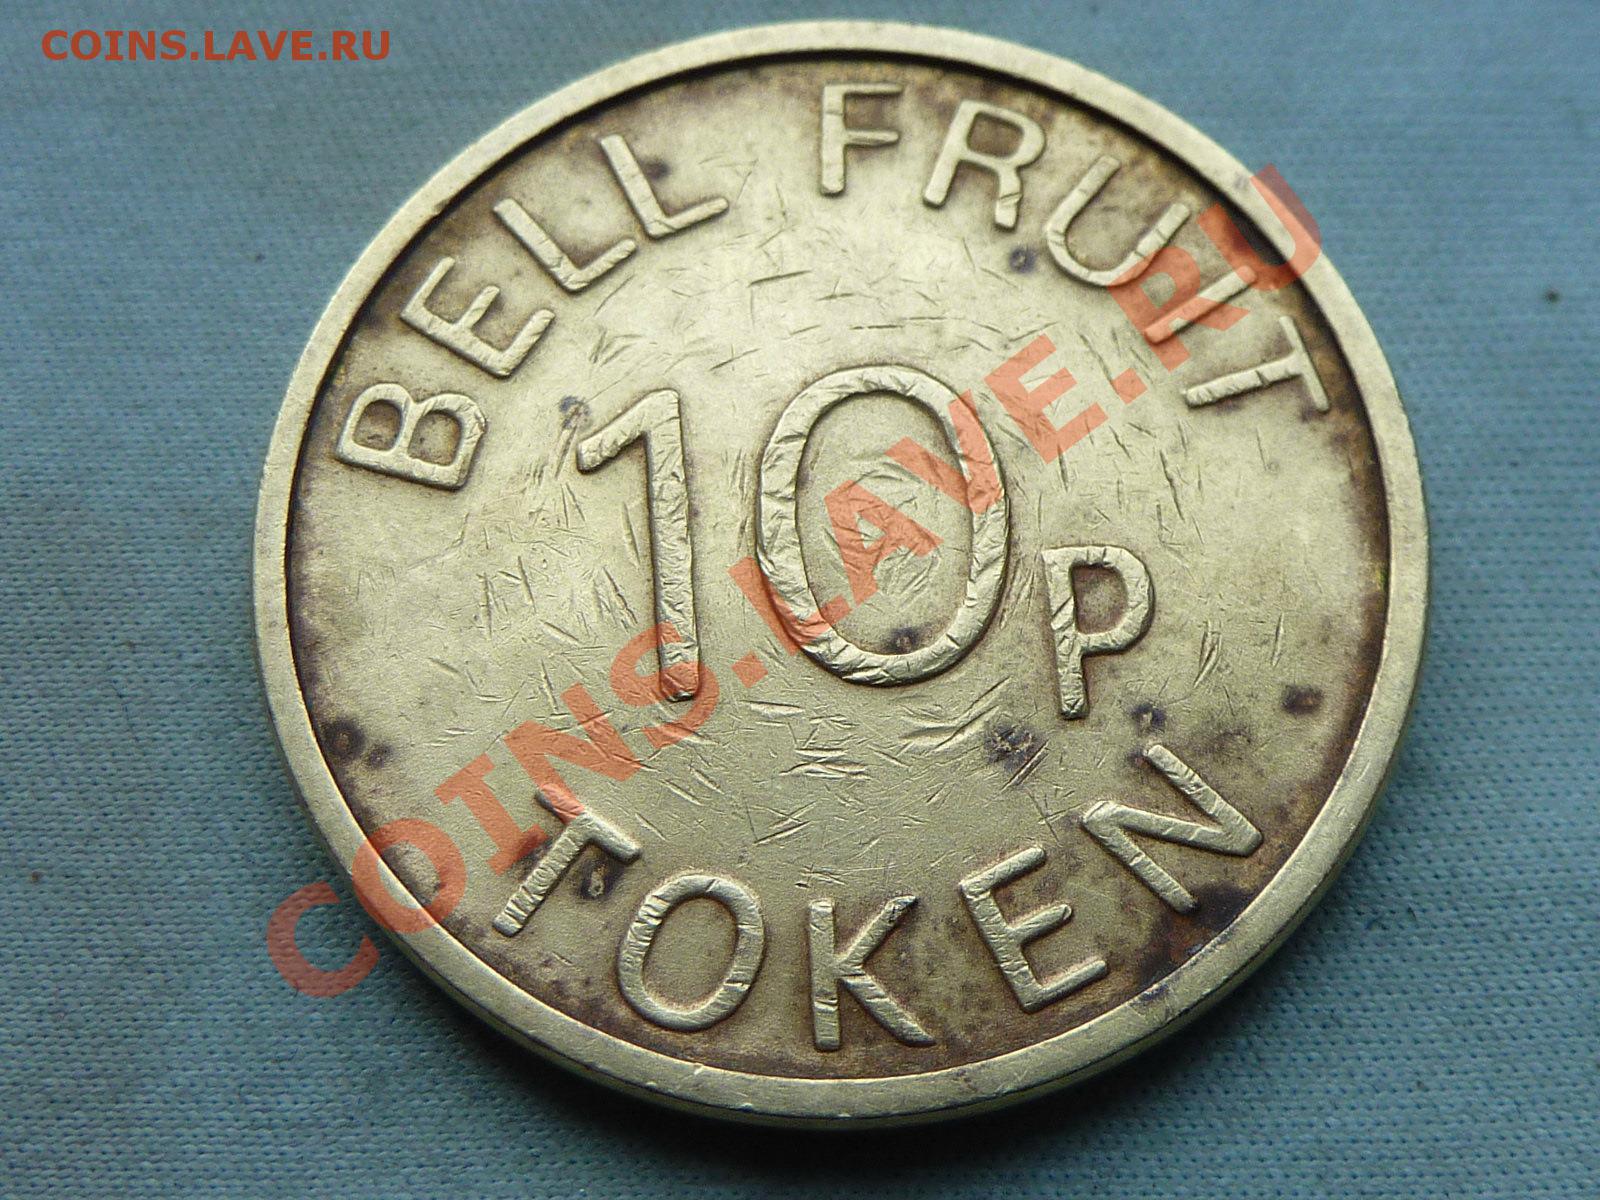 COINS.LAVE.RU
BELL FRUIT
10P
TOKEN
COINS.LAVE.RU